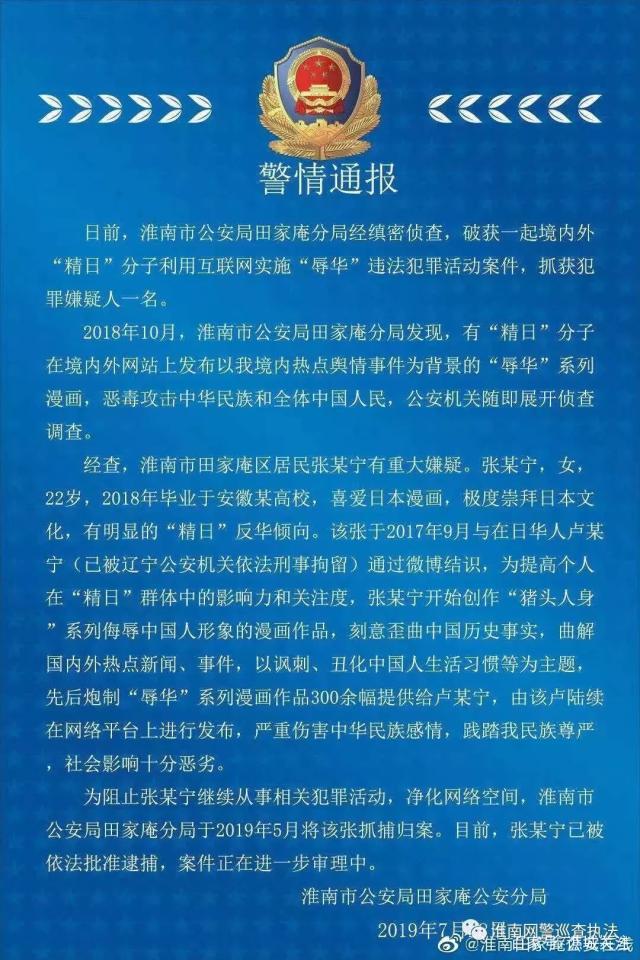 警情通报
日前，淮南市公安局田家庵分局经缜密侦查，破获一起境内外
“精日”分子利用互联网实施“辱华”违法犯罪活动案件，抓获犯
罪嫌疑人一名。
2018年10月，淮南市公安局田家庵分局发现，有“精日”分子
在境内外网站上发布以我境内热点舆情事件为背景的“辱华”系列
漫画，恶毒攻击中华民族和全体中国人民，公安机关随即展开侦查
调查。
经查，淮南市田家庵区居民张某宁有重大嫌疑。张某宁，女，
22岁，2018年毕业于安徽某高校，喜爱日本漫画，极度崇拜日本文
化，有明显的“精日”反华倾向。该张于2017年9月与在日华人卢某
宁（已被辽宁公安机关依法刑事拘留）通过微博结识，为提高个人
在“精日”群体中的影响力和关注度，张某宁开始创作“猪头人身
”系列侮辱中国人形象的漫画作品，刻意歪曲中国历史事实，曲解
国内外热点新闻、事件，以讽刺、丑化中国人生活习惯等为主题，
先后炮制“辱华”系列漫画作品300余幅提供给卢某宁，由该卢陆续
在网络平台上进行发布，严重伤害中华民族感情，践踏我民族尊严
，社会影响十分恶劣。
为阻止张某宁继续从事相关犯罪活动，净化网络空间，淮南市
公安局田家庵分局于2019年5月将该张抓捕归案。目前，张某宁已被
依法批准逮捕，案件正在进一步审理中。
淮南市公安局田家庵公安分局
2019年7月
淮南网警巡查执法
@淮南田家庵公安在线